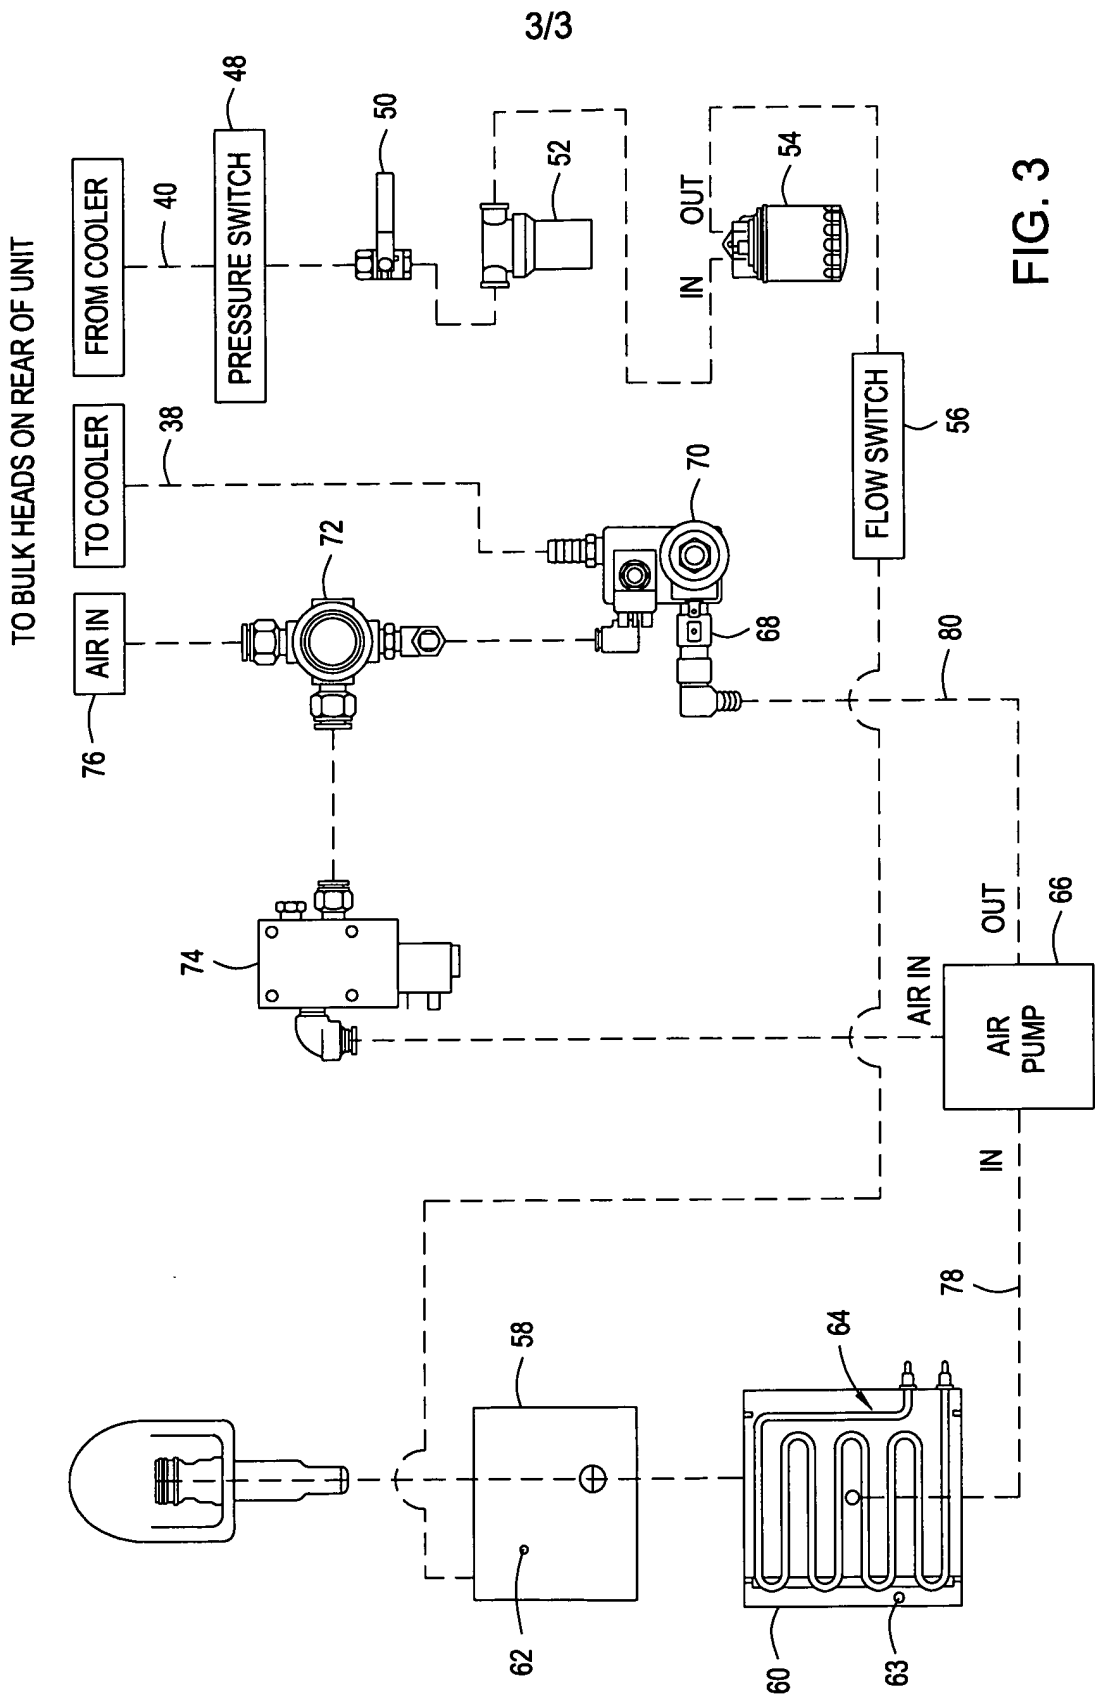 3/3
TO BULK HEADS ON REAR OF UNIT
AIR IN
TO COOLER
FROM COOLER
76
38
40
PRESSURE SWITCH
48
72
50
74
52
70
68
IN
OUT
54
FLOW SWITCH
56
80
AIR IN
OUT
AIR
PUMP
66
IN
78
58
62
64
60
63
FIG. 3